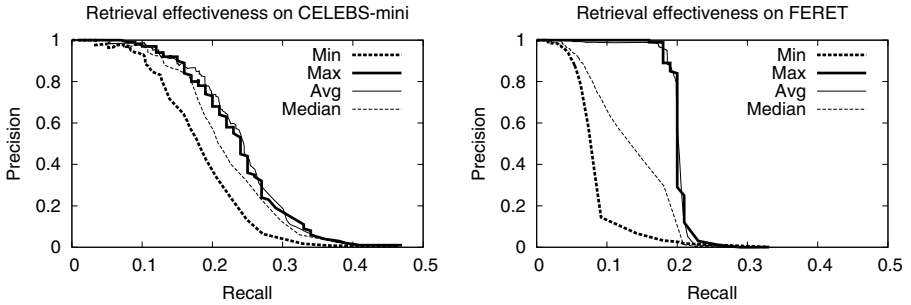 Retrieval effectiveness on CELEBS-mini
Precision
1
0.8
0.6
0.4
0.2
0
0
0.1
0.2
0.3
0.4
0.5
Recall
Min
Max
Avg
Median
Retrieval effectiveness on FERET
Precision
1
0.8
0.6
0.4
0.2
0
0
0.1
0.2
0.3
0.4
0.5
Recall
Min
Max
Avg
Median